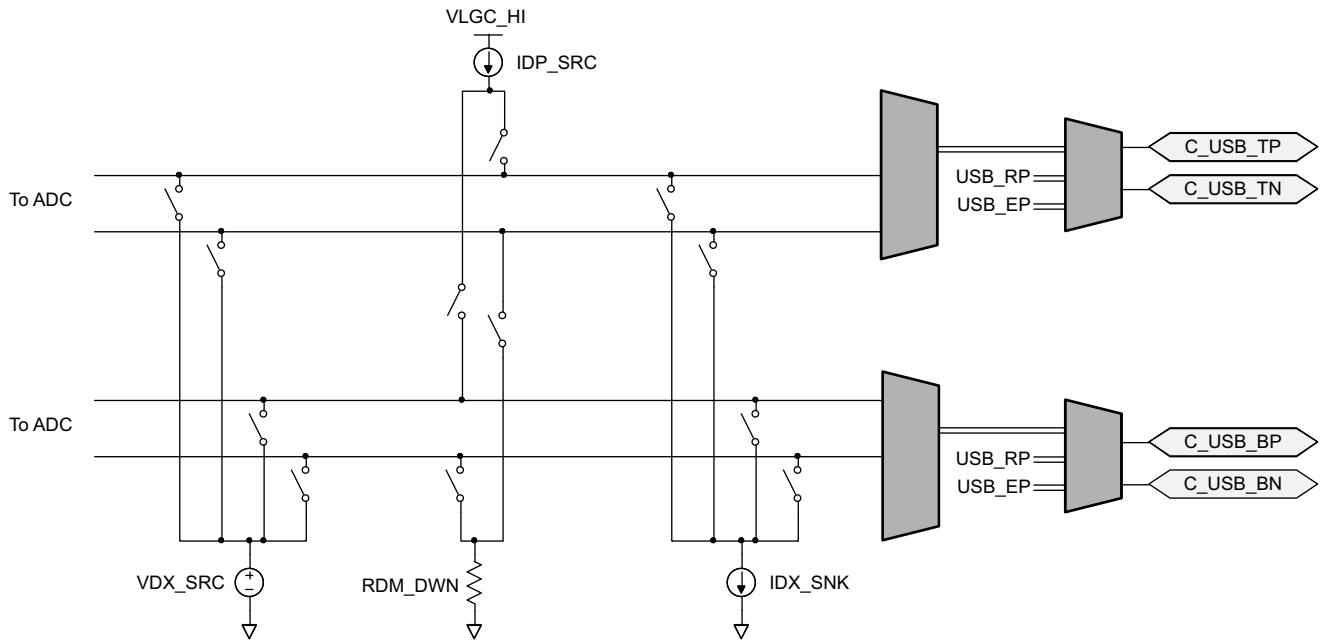 VLGC_HI
IDP_SRC
C_USB_TP
To ADC
USB_RP
C_USB_TN
USB_EP
To ADC
C_USB_BP
USB_RP
C_USB_BN
USB_EP
VDX_SRC
+
−
RDM_DWN
IDX_SNK